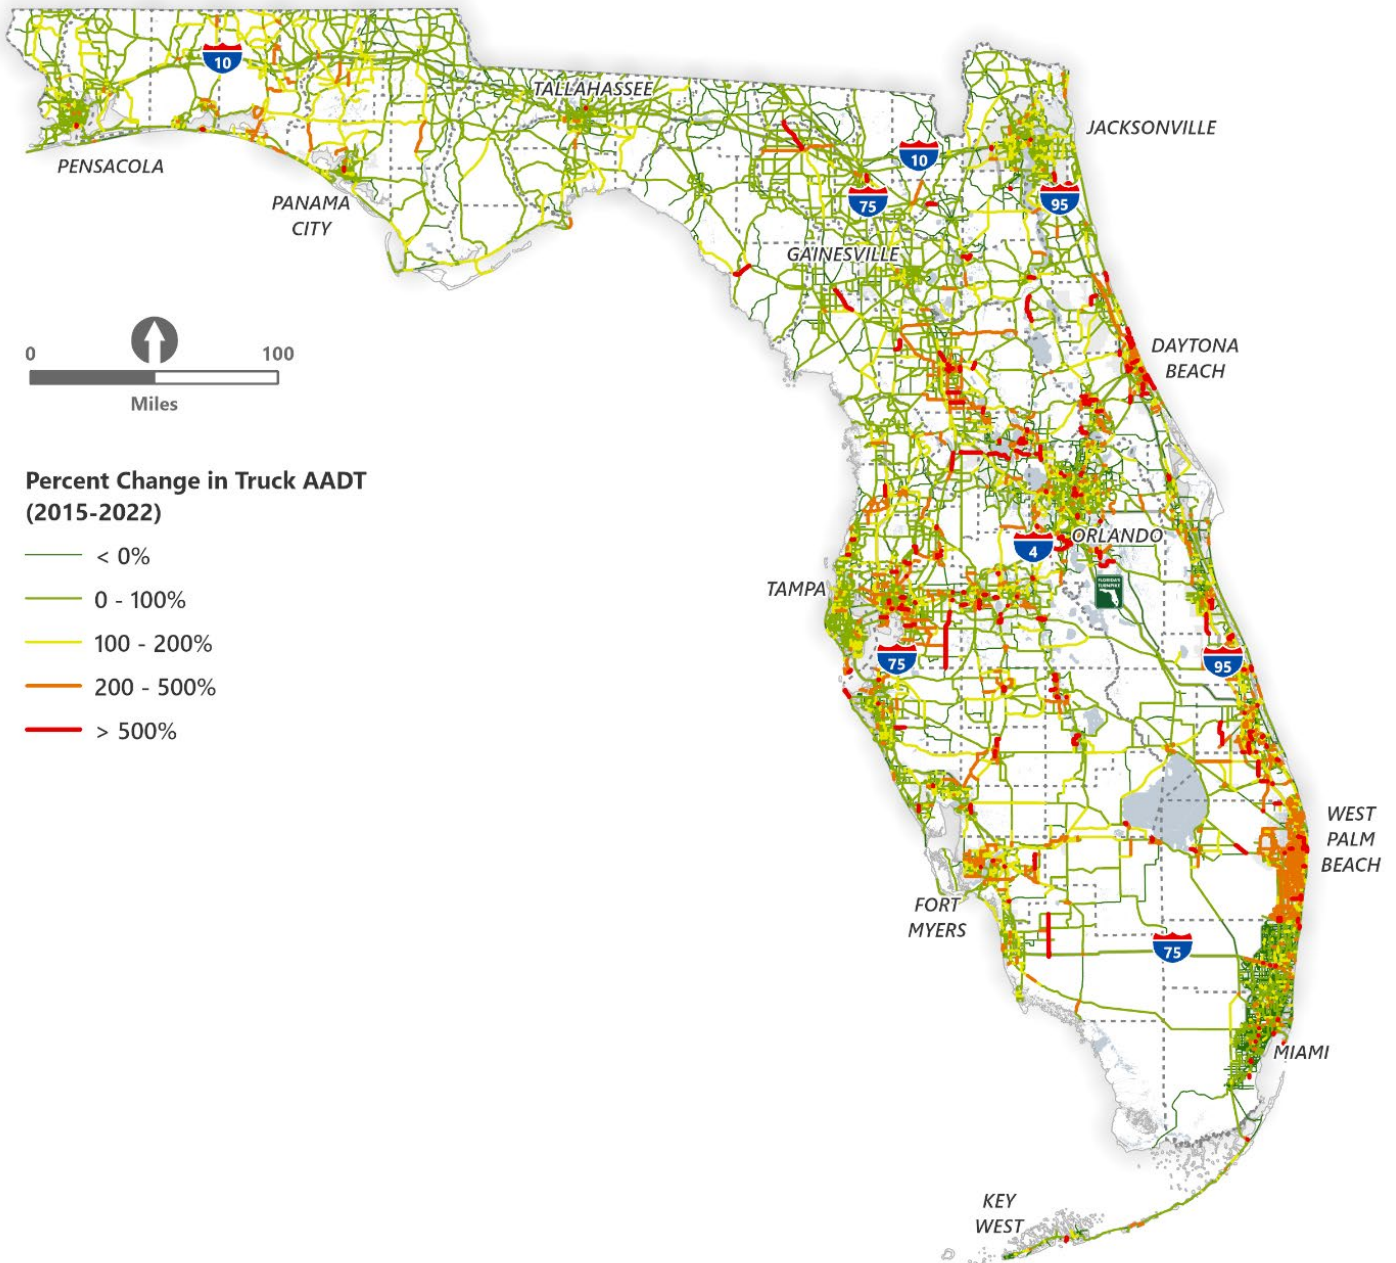 10
TALLAHASSEE
JACKSONVILLE
PENSACOLA
10
75
95
PANAMA
CITY
GAINESVILLE
DAYTONA
BEACH
0 100
Miles
Percent Change in Truck AADT
(2015-2022)
< 0%
0 - 100%
100 - 200%
200 - 500%
> 500%
ORLANDO
4
TAMPA
FLORIDA'S
TURNPIKE
75
95
WEST
PALM
BEACH
FORT
MYERS
75
MIAMI
KEY
WEST